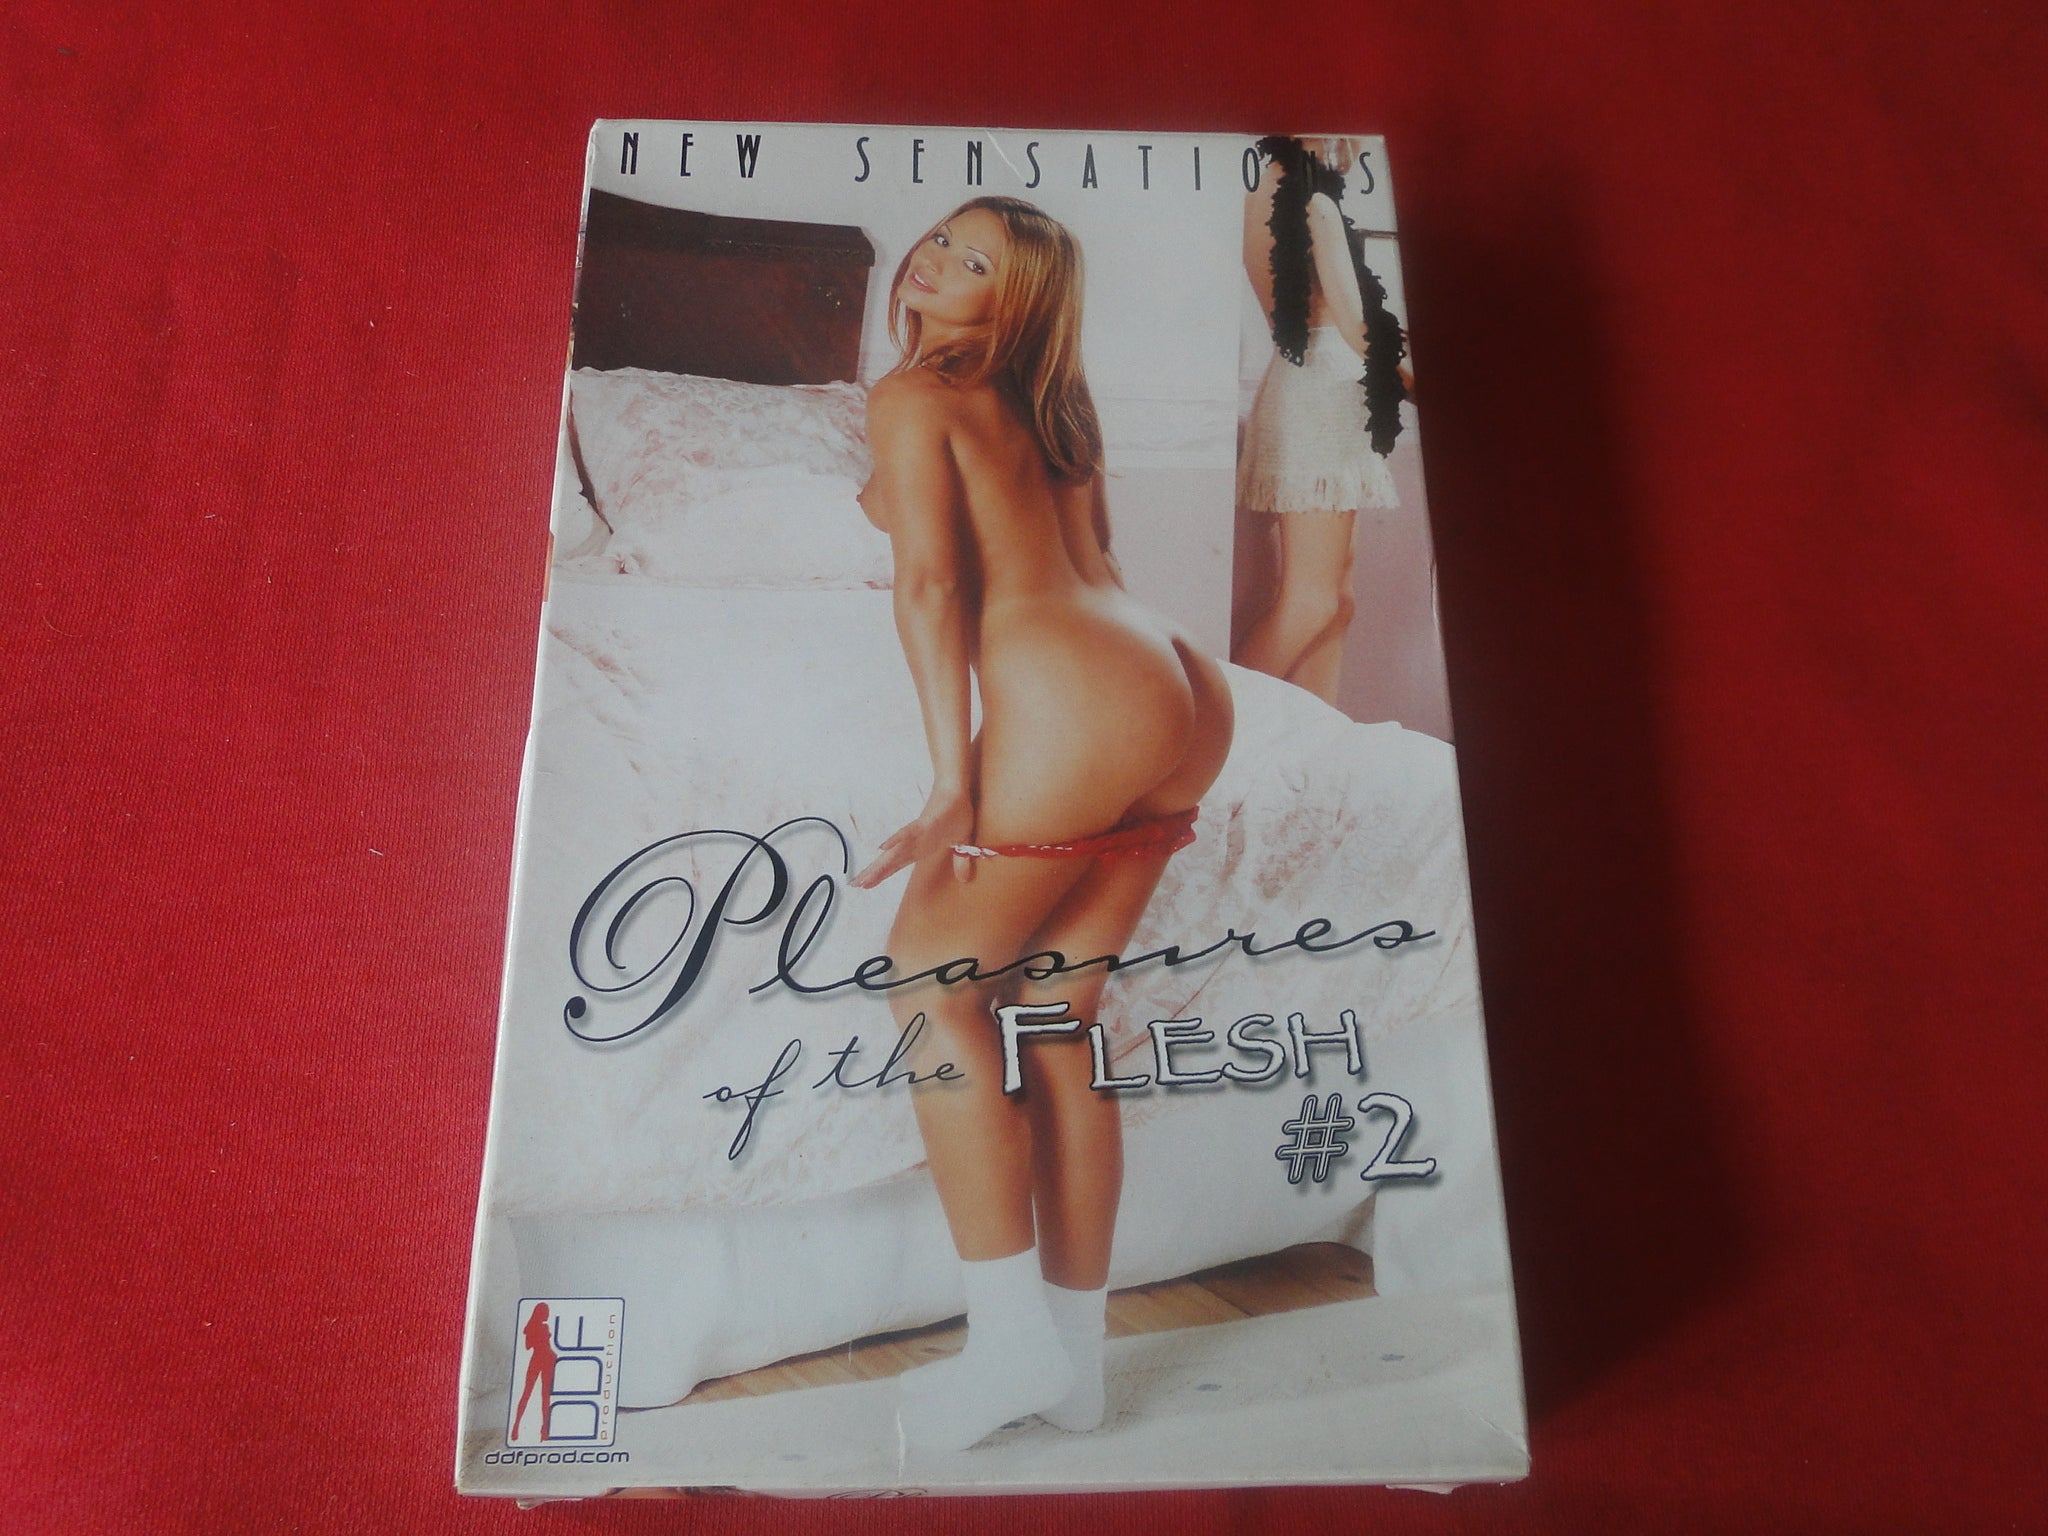 NEW SENSATIONS
Pleasures
of the FLESH
#2
DDF
production
ddfprod.com